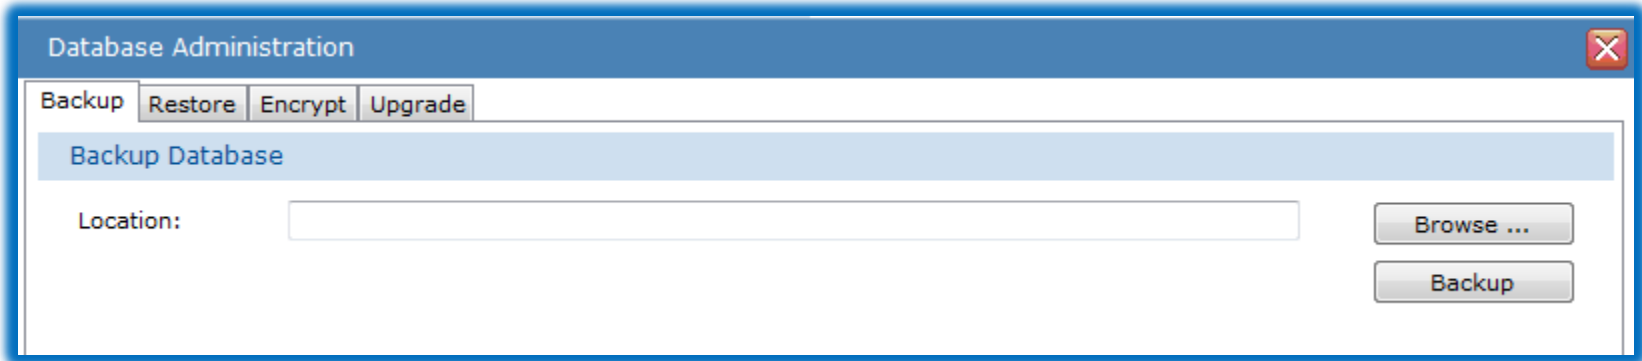 Database Administration
Backup Restore Encrypt Upgrade
Backup Database
Location:
Browse ...
Backup